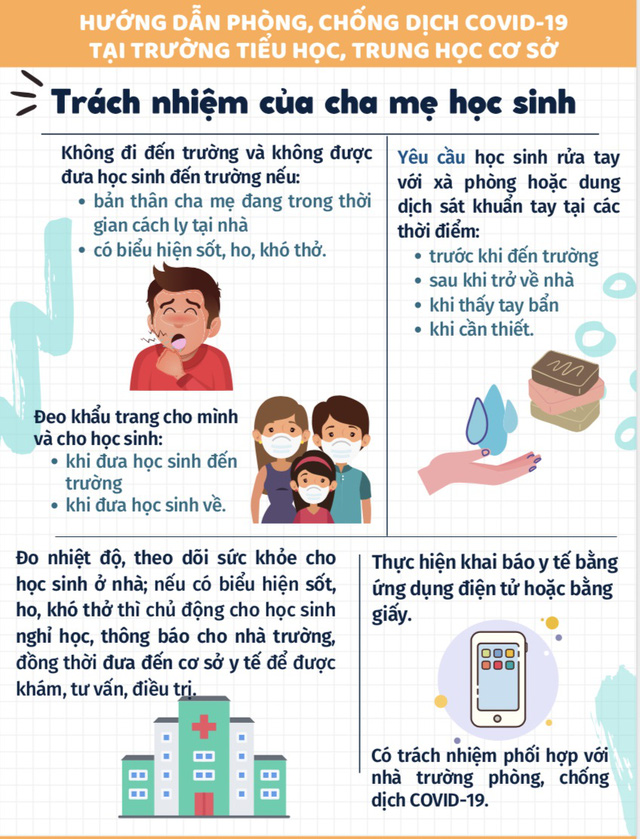 HƯỚNG DẪN PHÒNG, CHỐNG DỊCH COVID-19
TẠI TRƯỜNG TIỂU HỌC, TRUNG HỌC CƠ SỞ
Trách nhiệm của cha mẹ học sinh
Không đi đến trường và không được
đưa học sinh đến trường nếu:
• bản thân cha mẹ đang trong thời
gian cách ly tại nhà
• có biểu hiện sốt, ho, khó thở.
Đeo khẩu trang cho mình
và cho học sinh:
• khi đưa học sinh đến
trường
• khi đưa học sinh về.
Yêu cầu học sinh rửa tay
với xà phòng hoặc dung
dịch sát khuẩn tay tại các
thời điểm:
• trước khi đến trường
• sau khi trở về nhà
• khi thấy tay bẩn
• khi cần thiết.
Đo nhiệt độ, theo dõi sức khỏe cho
học sinh ở nhà; nếu có biểu hiện sốt,
ho, khó thở thì chủ động cho học sinh
nghỉ học, thông báo cho nhà trường,
đồng thời đưa đến cơ sở y tế để được
khám, tư vấn, điều trị.
Thực hiện khai báo y tế bằng
ứng dụng điện tử hoặc bằng
giấy.
Có trách nhiệm phối hợp với
nhà trường phòng, chống
dịch COVID-19.